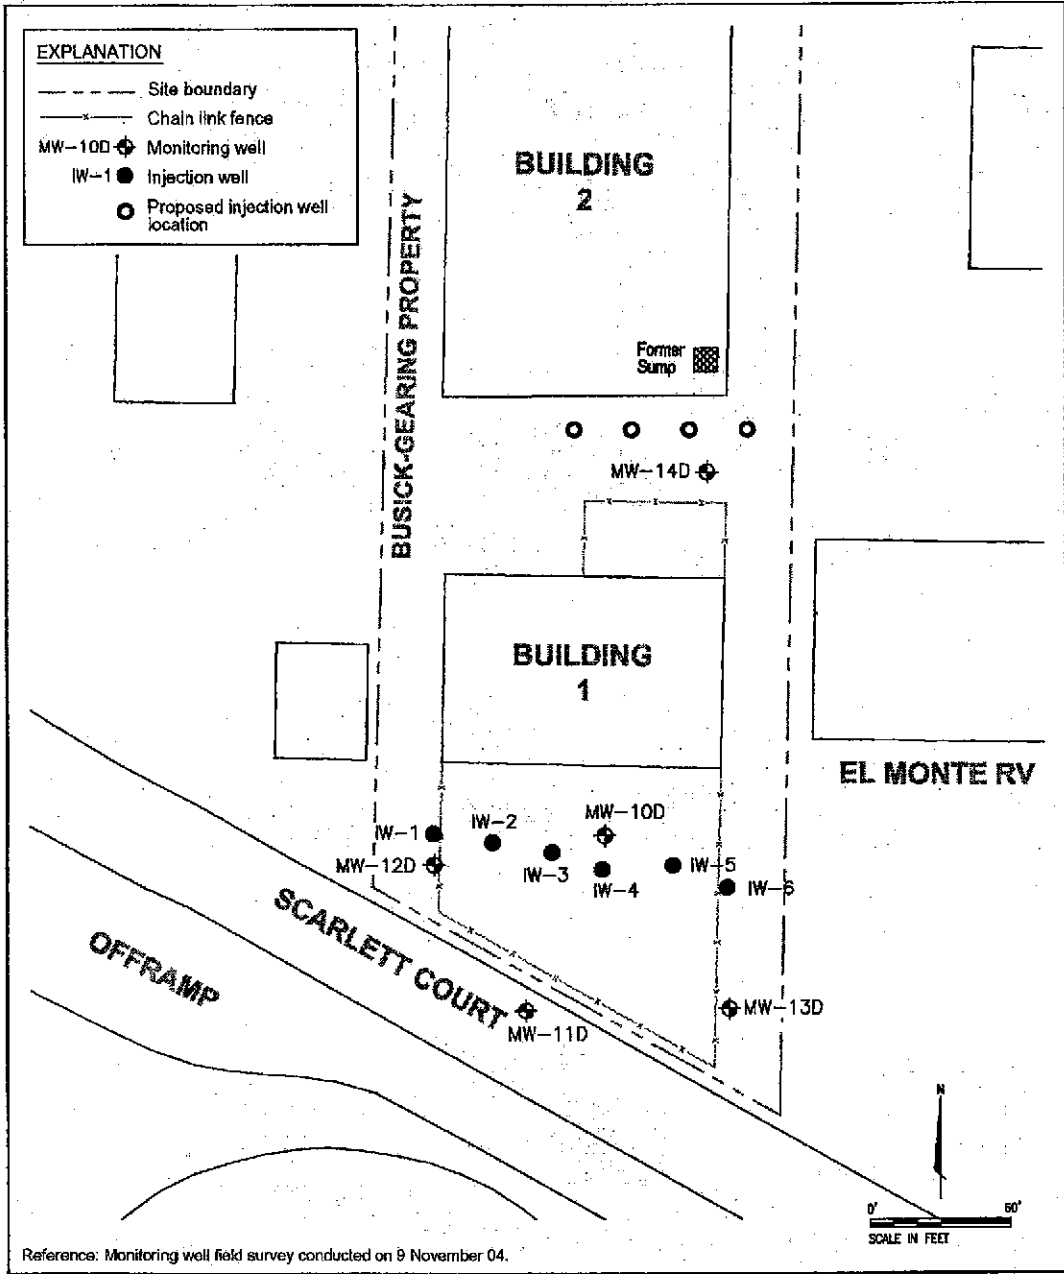 EXPLANATION
Site boundary
Chain link fence
MW-10D Monitoring well
IW-1 Injection well
Proposed injection well
location
BUILDING
2
BUSICK-GEARING PROPERTY
Former
Sump
MW-14D
BUILDING
1
EL MONTE RV
IW-1
IW-2
MW-10D
MW-12D
IW-3
IW-4
IW-5
IW-6
SCARLETT COURT
OFFRAMP
MW-11D
MW-13D
N
0' 60'
SCALE IN FEET
Reference: Monitoring well field survey conducted on 9 November 04.